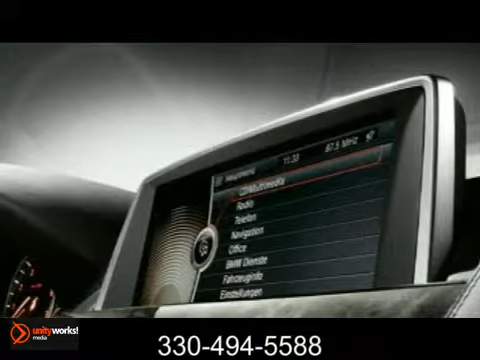 Hauptmenü 11:33 87.5 MHz
CD/Multimedia
Radio
Telefon
Navigation
Office
BMW Dienste
Fahrzeuginfo
Einstellungen
unityworks!
media
330-494-5588